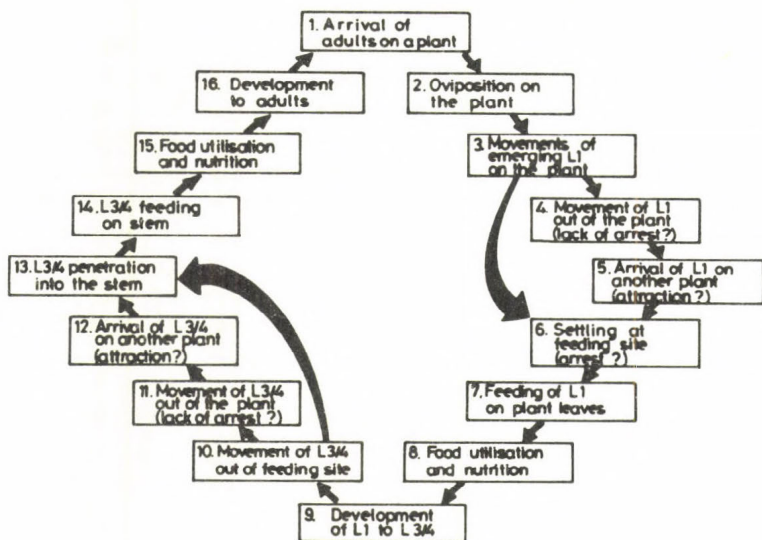 1. Arrival of
adults on a plant
2. Oviposition on
the plant
3. Movements of
emerging L1
on the plant
4. Movement of L1
out of the plant
(lack of arrest?)
5. Arrival of L1 on
another plant
(attraction?)
6. Settling at
feeding site
(arrest?)
7. Feeding of L1
on plant leaves
8. Food utilisation
and nutrition
9. Development
of L1 to L3/4
10. Movement of L3/4
out of feeding site
11. Movement of L3/4
out of the plant
(lack of arrest?)
12. Arrival of L3/4
on another plant
(attraction?)
13. L3/4 penetration
into the stem
14. L3/4 feeding
on stem
15. Food utilisation
and nutrition
16. Development
to adults